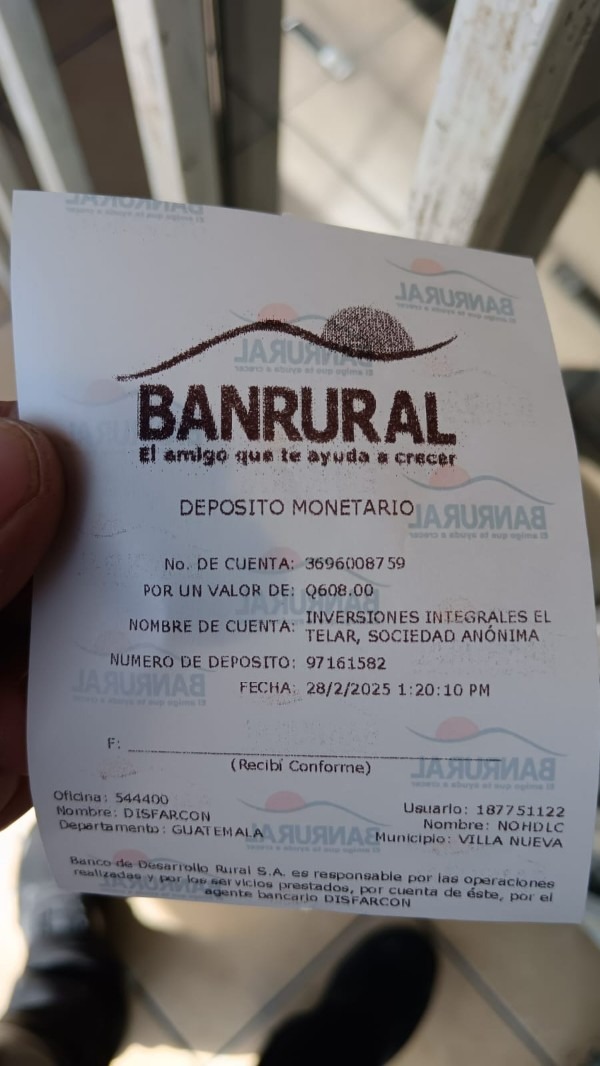 BANRURAL
El amigo que te ayuda a crecer
DEPOSITO MONETARIO
No. DE CUENTA: 3696008759
POR UN VALOR DE: Q608.00
NOMBRE DE CUENTA: INVERSIONES INTEGRALES EL
TELAR, SOCIEDAD ANÓNIMA
NUMERO DE DEPOSITO: 97161582
FECHA: 28/2/2025 1:20:10 PM
F:
(Recibí Conforme)
Oficina: 544400
Nombre: DISFARCON
Departamento: GUATEMALA
Usuario: 187751122
Nombre: NOHDLC
Municipio: VILLA NUEVA
Banco de Desarrollo Rural S.A. es responsable por las operaciones
realizadas y por los servicios prestados, por cuenta de éste, por el
agente bancario DISFARCON